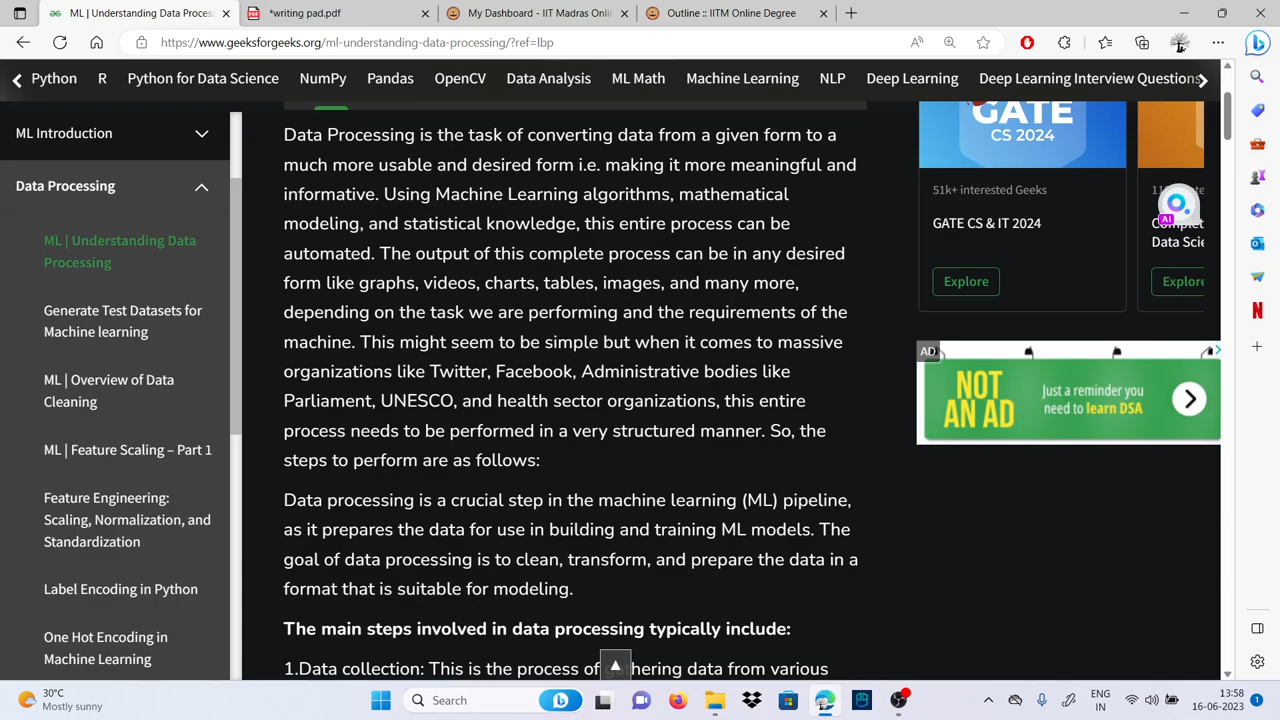 ML | Understanding Data Processing
*writing pad.pdf
My Dashboard - IIT Madras Onli
Outline :: IITM Online Degree
https://www.geeksforgeeks.org/ml-understanding-data-processing/?ref=lbp
Python R Python for Data Science NumPy Pandas OpenCV Data Analysis ML Math Machine Learning NLP Deep Learning Deep Learning Interview Questions
ML Introduction
Data Processing
ML | Understanding Data
Processing
Generate Test Datasets for
Machine learning
ML | Overview of Data
Cleaning
ML | Feature Scaling – Part 1
Feature Engineering:
Scaling, Normalization, and
Standardization
Label Encoding in Python
One Hot Encoding in
Machine Learning
Data Processing is the task of converting data from a given form to a
much more usable and desired form i.e. making it more meaningful and
informative. Using Machine Learning algorithms, mathematical
modeling, and statistical knowledge, this entire process can be
automated. The output of this complete process can be in any desired
form like graphs, videos, charts, tables, images, and many more,
depending on the task we are performing and the requirements of the
machine. This might seem to be simple but when it comes to massive
organizations like Twitter, Facebook, Administrative bodies like
Parliament, UNESCO, and health sector organizations, this entire
process needs to be performed in a very structured manner. So, the
steps to perform are as follows:
Data processing is a crucial step in the machine learning (ML) pipeline,
as it prepares the data for use in building and training ML models. The
goal of data processing is to clean, transform, and prepare the data in a
format that is suitable for modeling.
The main steps involved in data processing typically include:
1.Data collection: This is the process of gathering data from various
GATE
CS 2024
51k+ interested Geeks
GATE CS & IT 2024
Explore
AI
Data Scie
Explore
AD
NOT
AN AD
Just a reminder you
need to learn DSA
30°C
Mostly sunny
Search
ENG
IN
13:58
16-06-2023
1